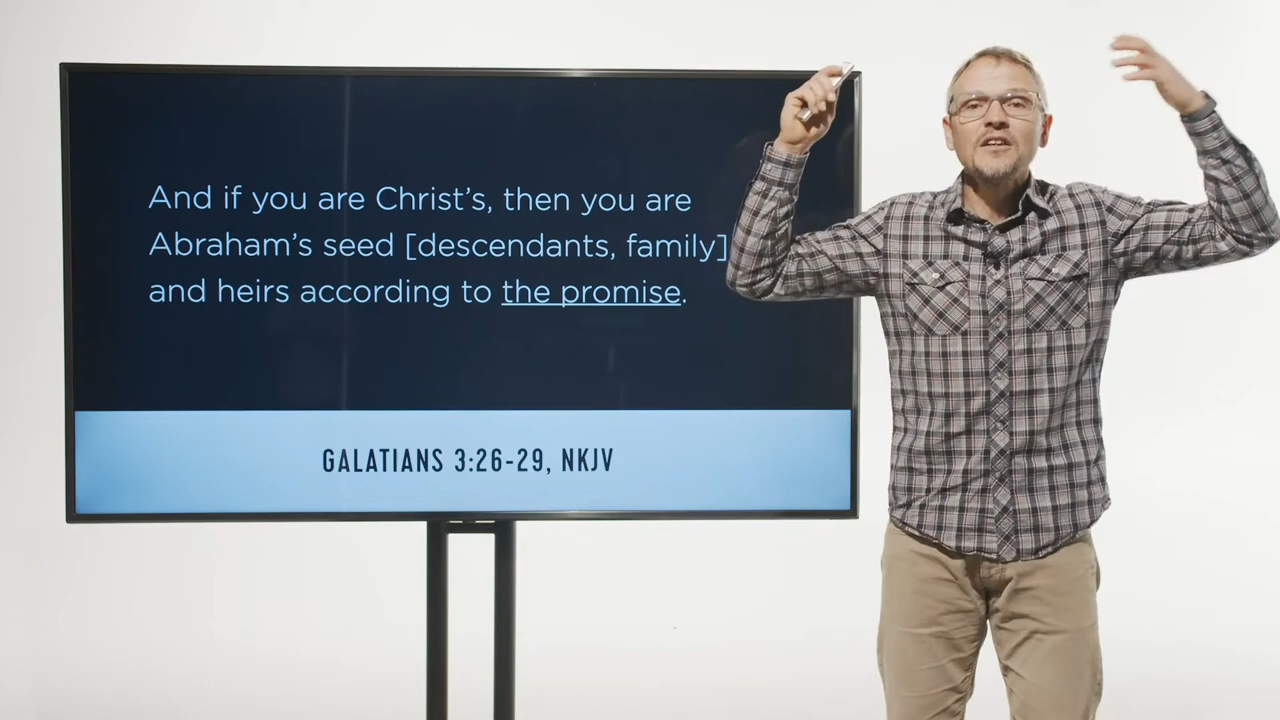 And if you are Christ’s, then you are
Abraham’s seed [descendants, family]
and heirs according to the promise.
GALATIANS 3:26-29, NKJV